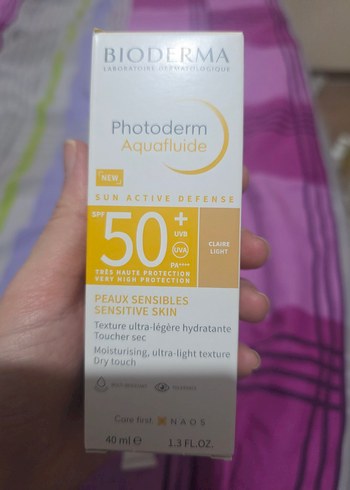 BIODERMA
LABORATOIRE DERMATOLOGIQUE
Photoderm
Aquafluide
NEW
SUN ACTIVE DEFENSE
SPF 50+
UVB
UVA
PA++++
TRÈS HAUTE PROTECTION
VERY HIGH PROTECTION
CLAIRE
LIGHT
PEAUX SENSIBLES
SENSITIVE SKIN
Texture ultra-légère hydratante
Toucher sec
Moisturising, ultra-light texture
Dry touch
Care first
NAOS
40 ml e 1.3 FL.OZ.